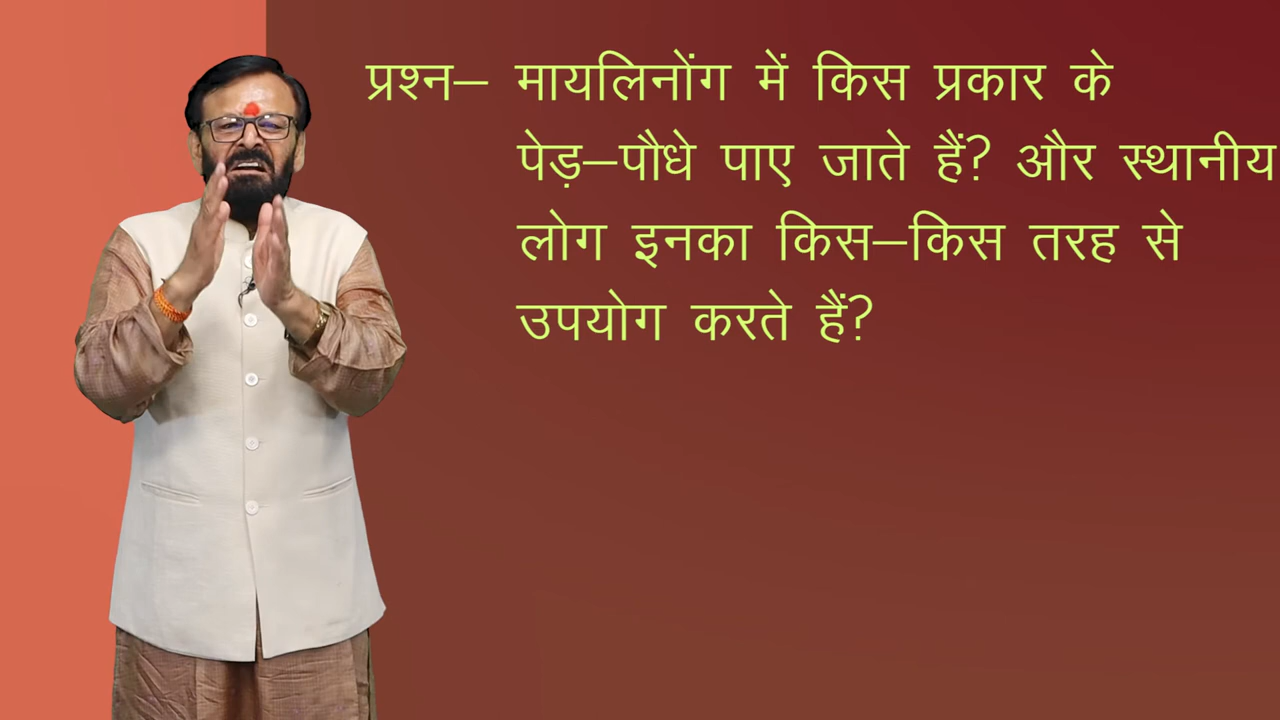 प्रश्न– मायलिनोंग में किस प्रकार के
पेड़–पौधे पाए जाते हैं? और स्थानीय
लोग इनका किस–किस तरह से
उपयोग करते हैं?